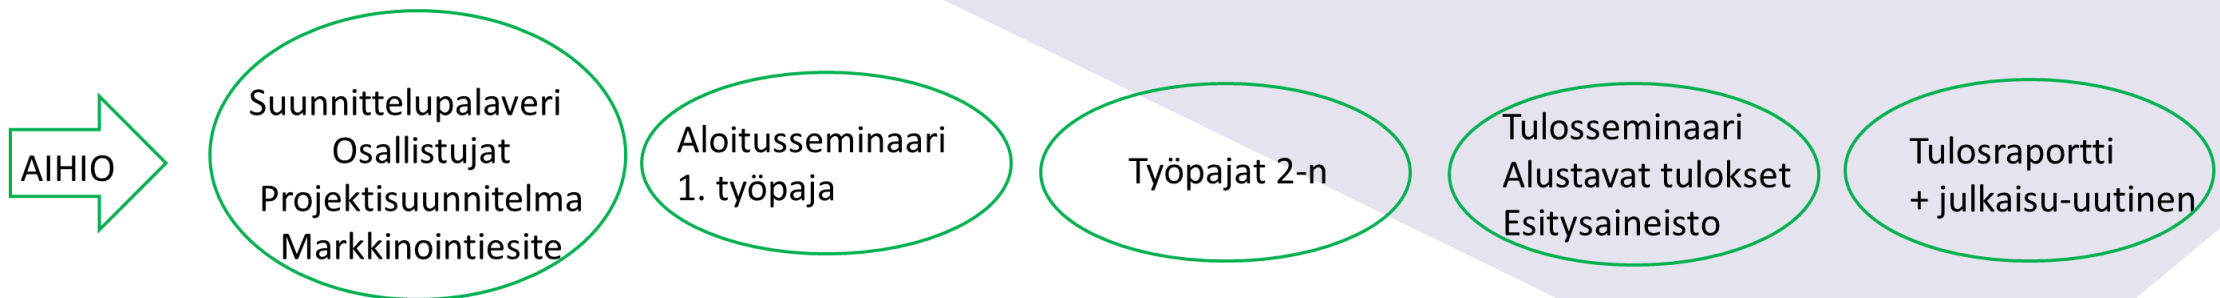 AIHIO
Suunnittelupalaveri
Osallistujat
Projektisuunnitelma
Markkinointiesite
Aloitusseminaari
1. työpaja
Työpajat 2-n
Tulosseminaari
Alustavat tulokset
Esitysaineisto
Tulosraportti
+ julkaisu-uutinen